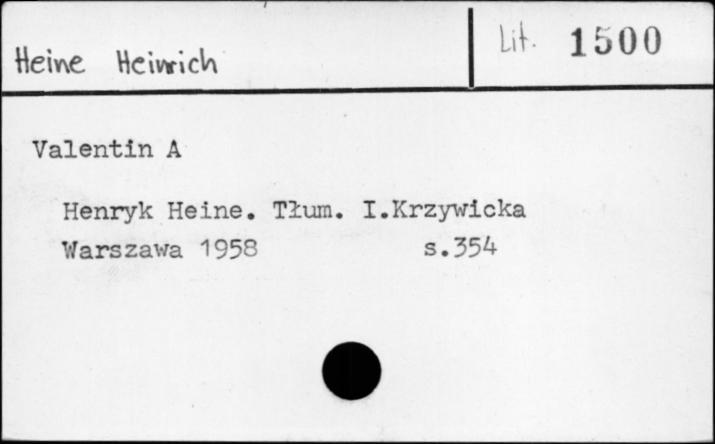 Heine Heinrich
Lit. 1500
Valentin A
Henryk Heine. Tłum. I.Krzywicka
Warszawa 1958 s.354